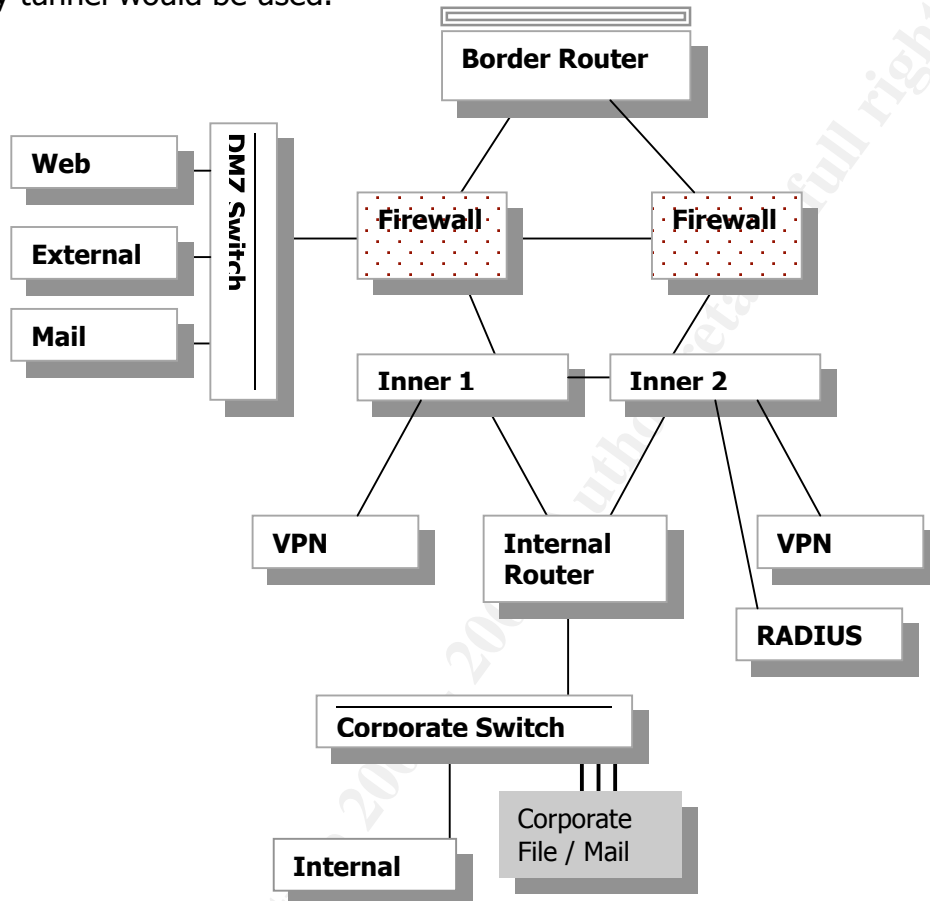 y tunnel would be used.
Border Router
Web
External
Mail
DMZ Switch
Firewall
Firewall
Inner 1
Inner 2
VPN
Internal
Router
VPN
RADIUS
Corporate Switch
Corporate
File / Mail
Internal